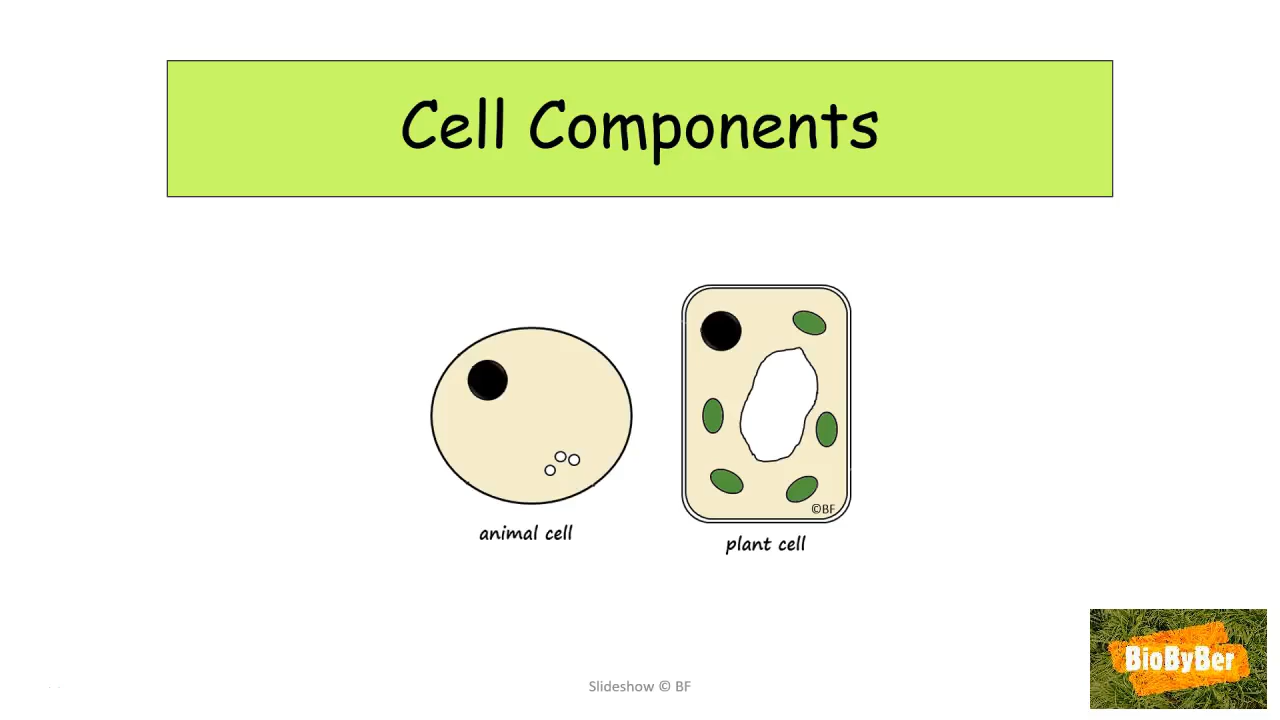 Cell Components
©BF
animal cell
plant cell
BioByBer
Slideshow © BF